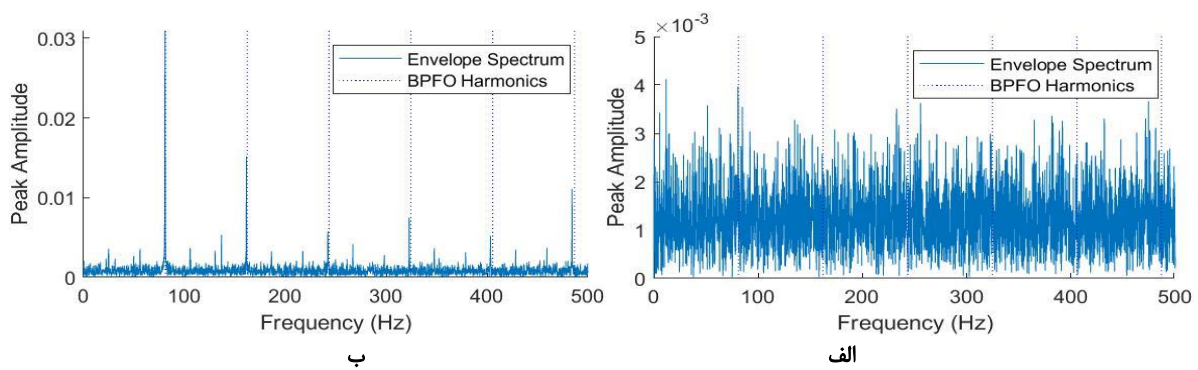 0.03
0.02
0.01
0
Peak Amplitude
Envelope Spectrum
BPFO Harmonics
0 100 200 300 400 500
Frequency (Hz)
ب
×10⁻³
5
4
3
2
1
0
Peak Amplitude
Envelope Spectrum
BPFO Harmonics
0 100 200 300 400 500
Frequency (Hz)
الف